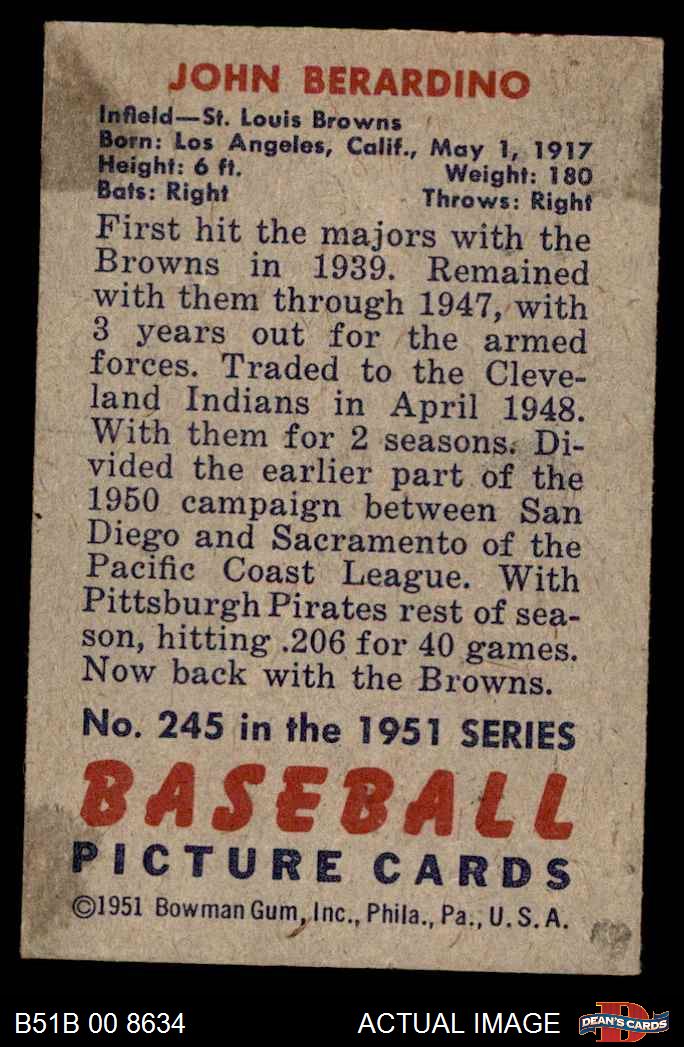 JOHN BERARDINO
Infield—St. Louis Browns
Born: Los Angeles, Calif., May 1, 1917
Height: 6 ft. Weight: 180
Bats: Right Throws: Right
First hit the majors with the
Browns in 1939. Remained
with them through 1947, with
3 years out for the armed
forces. Traded to the Cleve-
land Indians in April 1948.
With them for 2 seasons. Di-
vided the earlier part of the
1950 campaign between San
Diego and Sacramento of the
Pacific Coast League. With
Pittsburgh Pirates rest of sea-
son, hitting .206 for 40 games.
Now back with the Browns.
No. 245 in the 1951 SERIES
BASEBALL
PICTURE CARDS
©1951 Bowman Gum, Inc., Phila., Pa., U. S. A.
B51B 00 8634 ACTUAL IMAGE DEAN'S CARDS